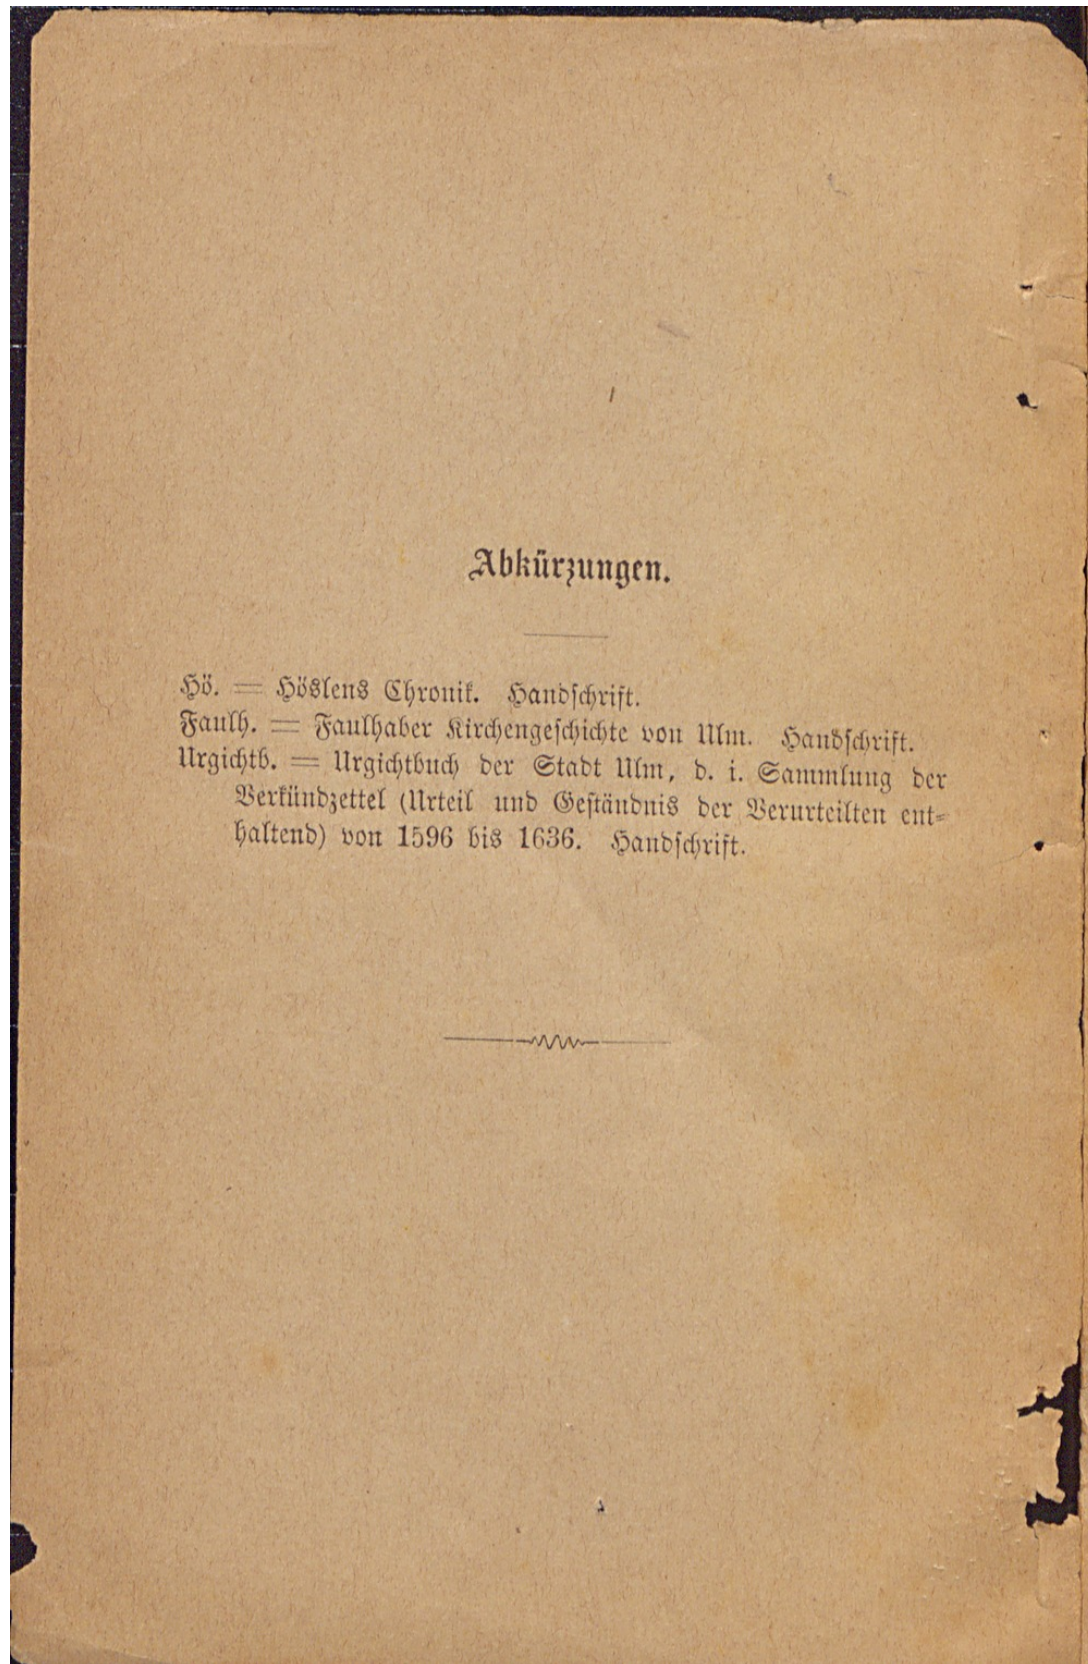 Abkürzungen.
Hö. = Höslens Chronik. Handschrift.
Faulh. = Faulhaber Kirchengeschichte von Ulm. Handschrift.
Urgichtb. = Urgichtbuch der Stadt Ulm, d. i. Sammlung der
Verkündzettel (Urteil und Geständnis der Verurteilten ent-
haltend) von 1596 bis 1636. Handschrift.